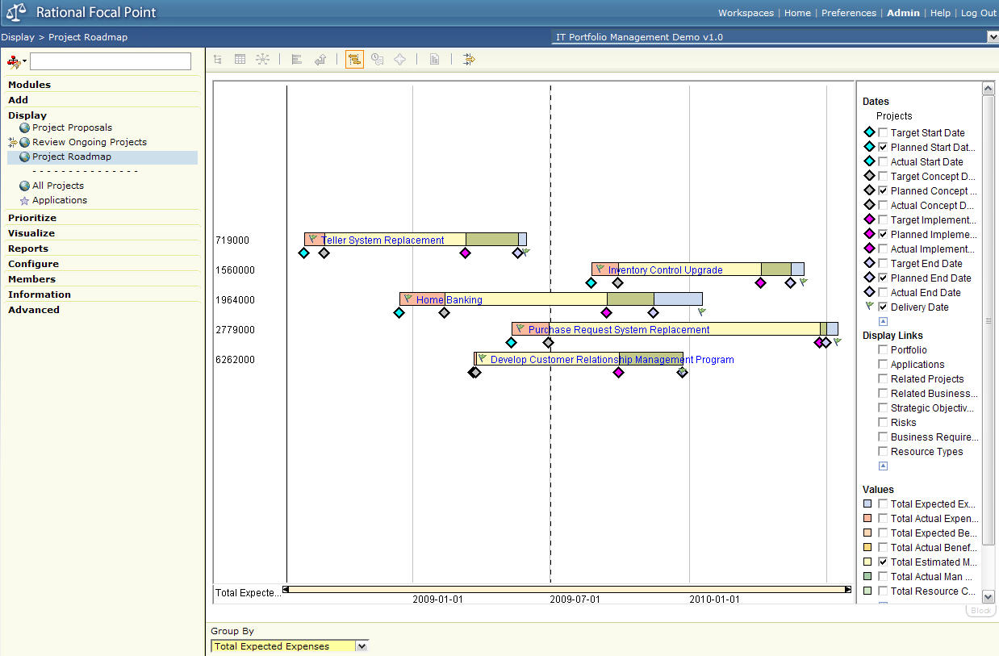 Rational Focal Point
Workspaces | Home | Preferences | Admin | Help | Log Out
Display > Project Roadmap
IT Portfolio Management Demo v1.0
Modules
Add
Display
Project Proposals
Review Ongoing Projects
Project Roadmap
- - - - - - - - - - - - - - -
All Projects
Applications
Prioritize
Visualize
Reports
Configure
Members
Information
Advanced
719000
Teller System Replacement
1560000
Inventory Control Upgrade
1964000
Home Banking
2779000
Purchase Request System Replacement
6262000
Develop Customer Relationship Management Program
Total Expecte...
2009-01-01
2009-07-01
2010-01-01
Dates
Projects
Target Start Date
Planned Start Dat...
Actual Start Date
Target Concept D...
Planned Concept ...
Actual Concept D...
Target Implement...
Planned Impleme...
Actual Implement...
Target End Date
Planned End Date
Actual End Date
Delivery Date
Display Links
Portfolio
Applications
Related Projects
Related Business...
Strategic Objectiv...
Risks
Business Require...
Resource Types
Values
Total Expected Ex...
Total Actual Expen...
Total Expected Be...
Total Actual Benef...
Total Estimated M...
Total Actual Man ...
Total Resource C...
Block
Group By
Total Expected Expenses